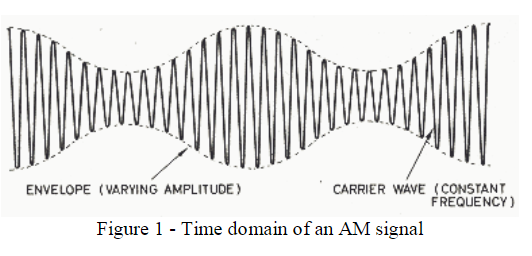 ENVELOPE (VARYING AMPLITUDE)
CARRIER WAVE (CONSTANT
FREQUENCY)
Figure 1 - Time domain of an AM signal